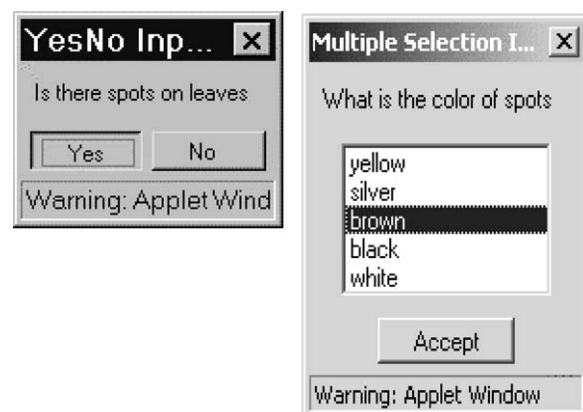 YesNo Inp...
Is there spots on leaves
Yes
No
Warning: Applet Wind
Multiple Selection I...
What is the color of spots
yellow
silver
brown
black
white
Accept
Warning: Applet Window